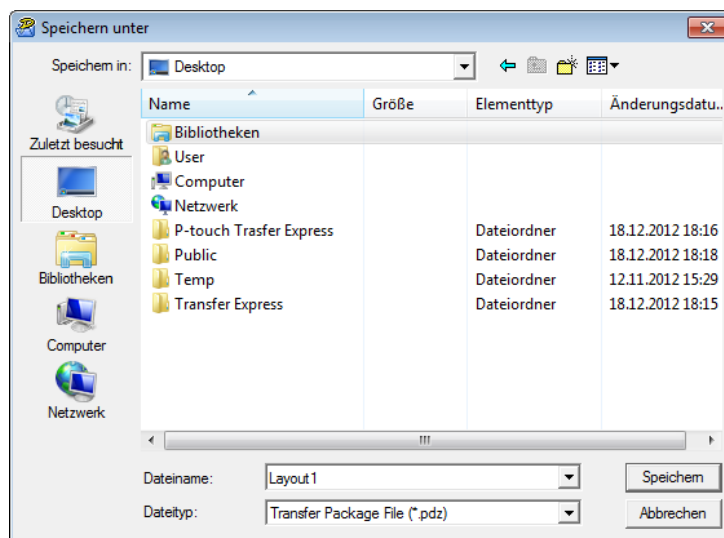 Speichern unter
Speichern in: Desktop
Name Größe Elementtyp Änderungsdatu...
Bibliotheken
User
Computer
Netzwerk
P-touch Trasfer Express Dateiordner 18.12.2012 18:16
Public Dateiordner 18.12.2012 18:18
Temp Dateiordner 12.11.2012 15:29
Transfer Express Dateiordner 18.12.2012 18:15
Zuletzt besucht
Desktop
Bibliotheken
Computer
Netzwerk
Dateiname: Layout1 Speichern
Dateityp: Transfer Package File (*.pdz) Abbrechen